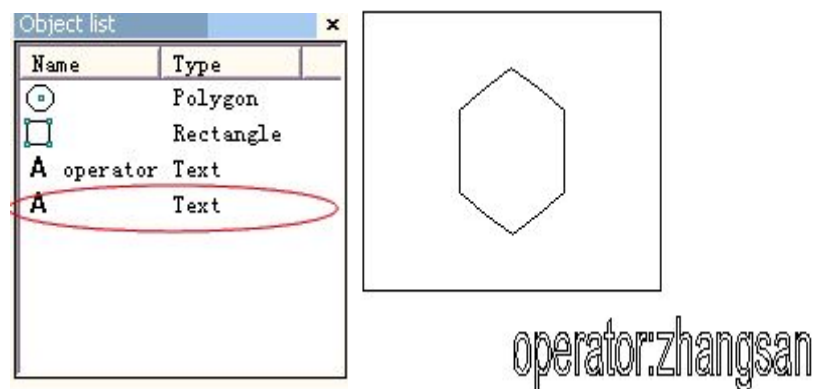 Object list
Name Type
Polygon
Rectangle
A operator Text
A Text
operator:zhangsan